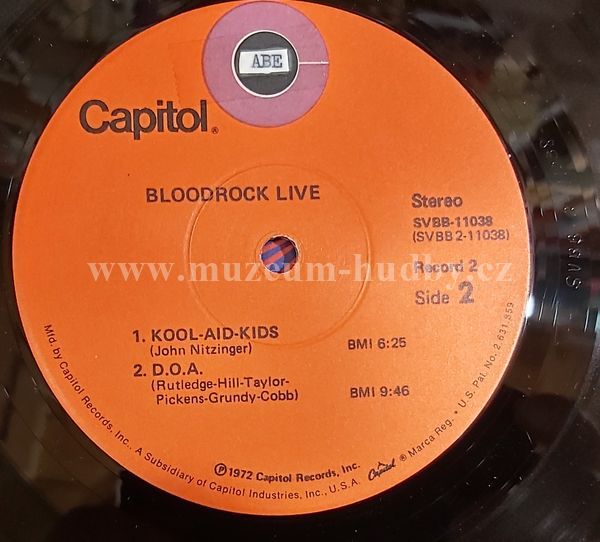 ABE
Capitol®
BLOODROCK LIVE
Stereo
SVBB-11038
(SVBB 2-11038)
www.muzeum-hudby.cz
Record 2
Side 2
1. KOOL-AID-KIDS
(John Nitzinger) BMI 6:25
2. D.O.A.
(Rutledge-Hill-Taylor-
Pickens-Grundy-Cobb) BMI 9:46
℗1972 Capitol Records, Inc.
Mfd. by Capitol Records, Inc., A Subsidiary of Capitol Industries, Inc., U.S.A. Capitol ® Marca Reg. • U.S. Pat. No. 2,631,859